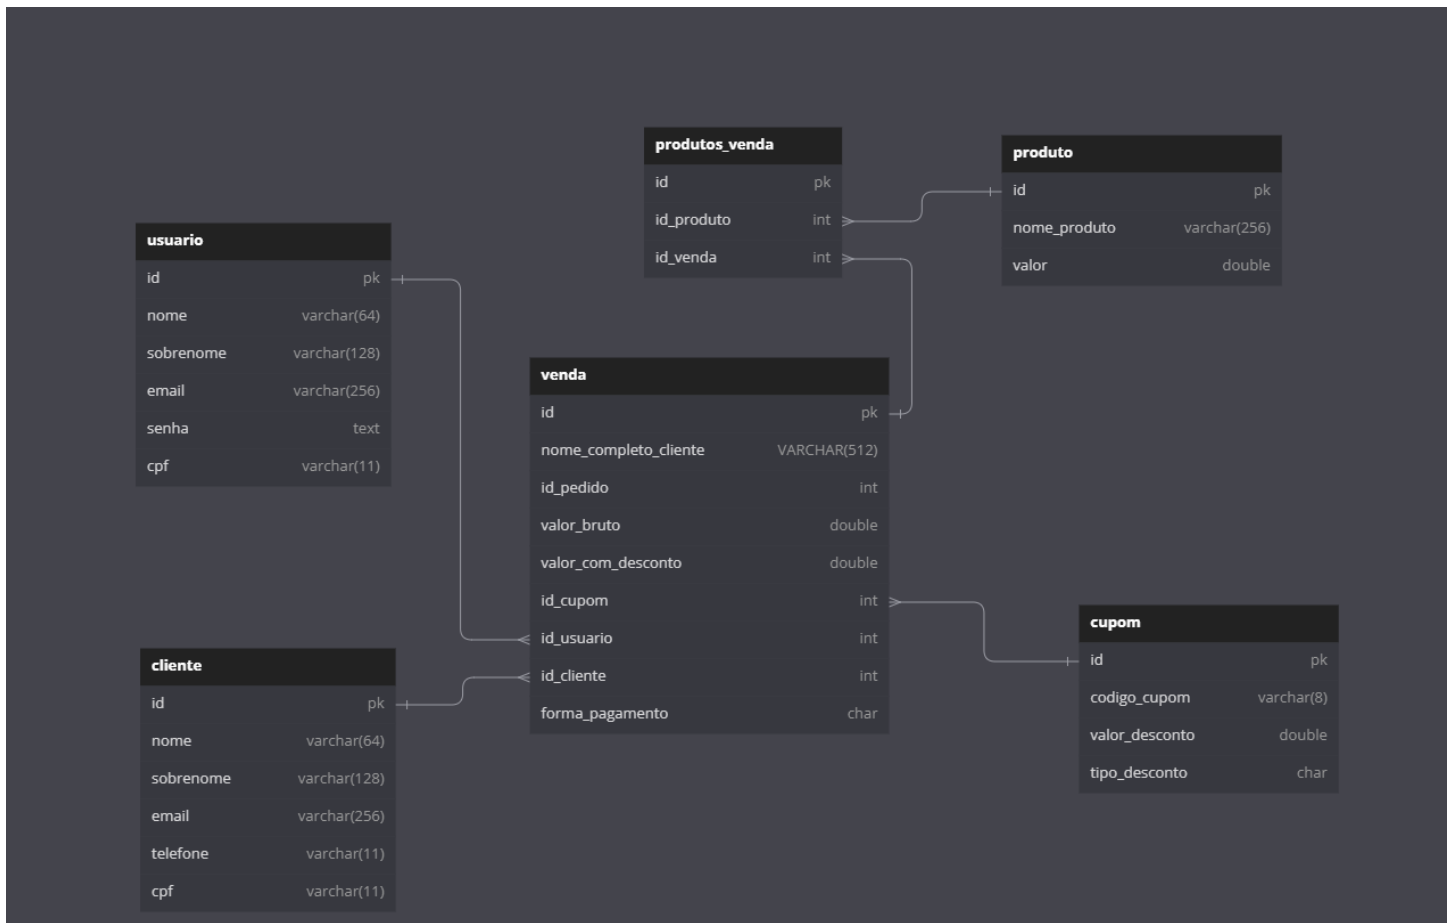 produtos_venda
id pk
id_produto int
id_venda int
produto
id pk
nome_produto varchar(256)
valor double
usuario
id pk
nome varchar(64)
sobrenome varchar(128)
email varchar(256)
senha text
cpf varchar(11)
venda
id pk
nome_completo_cliente VARCHAR(512)
id_pedido int
valor_bruto double
valor_com_desconto double
id_cupom int
id_usuario int
id_cliente int
forma_pagamento char
cliente
id pk
nome varchar(64)
sobrenome varchar(128)
email varchar(256)
telefone varchar(11)
cpf varchar(11)
cupom
id pk
codigo_cupom varchar(8)
valor_desconto double
tipo_desconto char